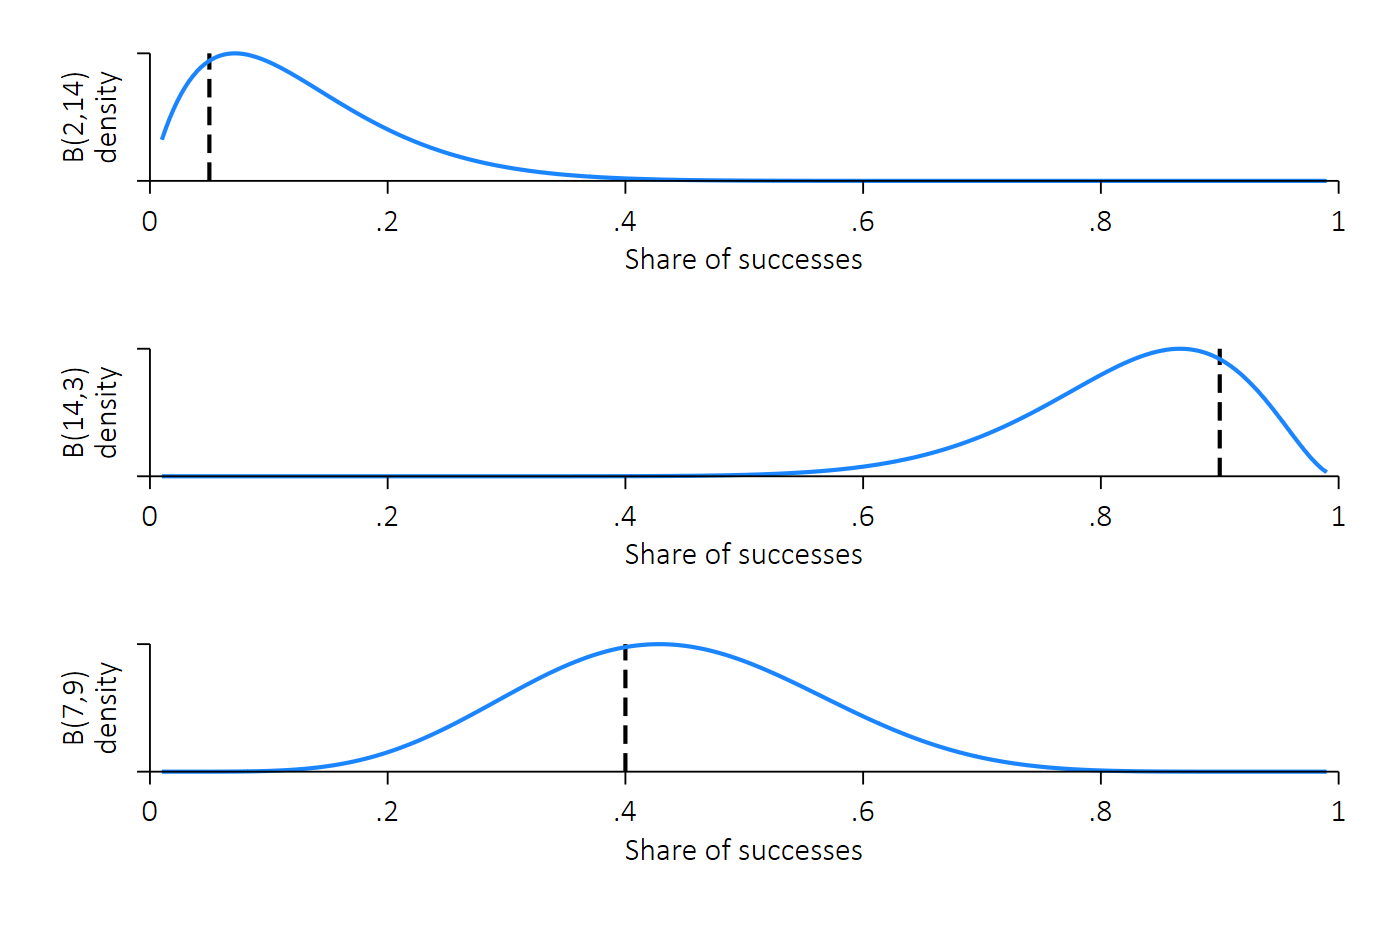 B(2,14)
density
0 .2 .4 .6 .8 1
Share of successes
B(14,3)
density
0 .2 .4 .6 .8 1
Share of successes
B(7,9)
density
0 .2 .4 .6 .8 1
Share of successes